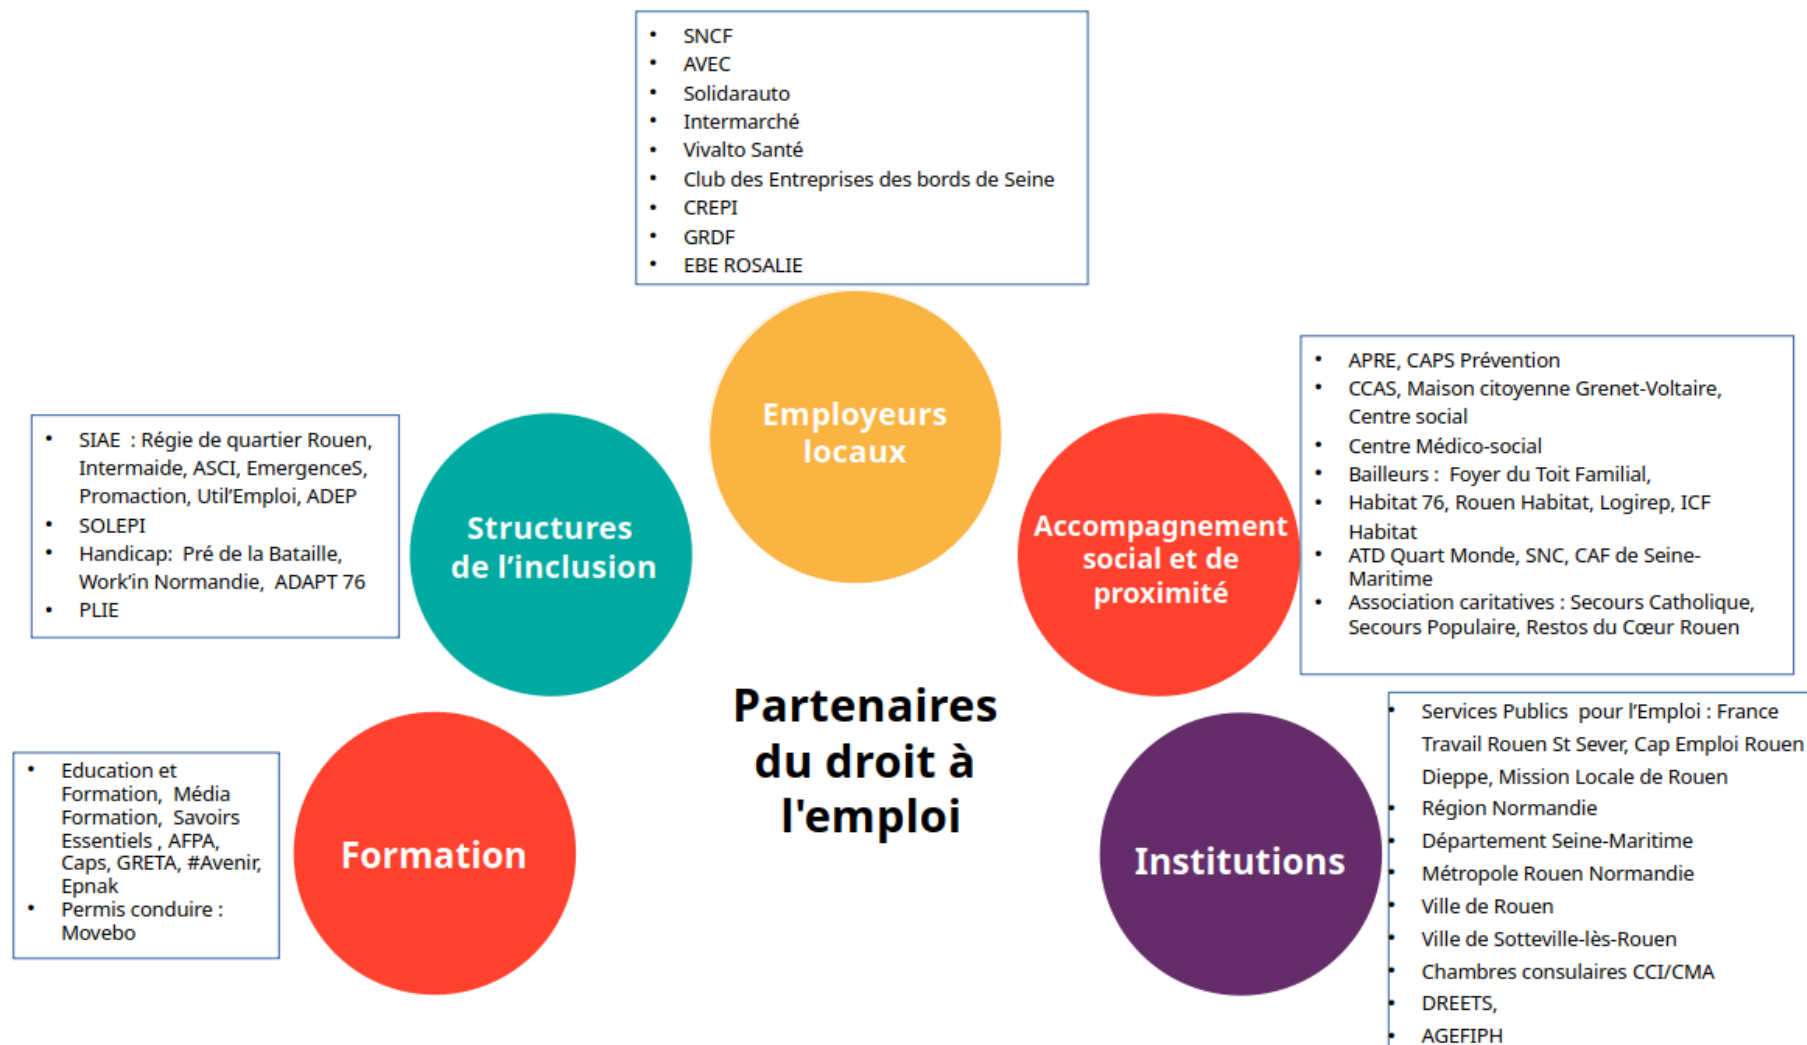 • SNCF
• AVEC
• Solidarauto
• Intermarché
• Vivalto Santé
• Club des Entreprises des bords de Seine
• CREPI
• GRDF
• EBE ROSALIE
Employeurs
locaux
• SIAE : Régie de quartier Rouen,
Intermaide, ASCI, EmergenceS,
Promaction, Util’Emploi, ADEP
• SOLEPI
• Handicap: Pré de la Bataille,
Work’in Normandie, ADAPT 76
• PLIE
Structures
de l’inclusion
Accompagnement
social et de
proximité
• APRE, CAPS Prévention
• CCAS, Maison citoyenne Grenet-Voltaire,
Centre social
• Centre Médico-social
• Bailleurs : Foyer du Toit Familial,
• Habitat 76, Rouen Habitat, Logirep, ICF
Habitat
• ATD Quart Monde, SNC, CAF de Seine-
Maritime
• Association caritatives : Secours Catholique,
Secours Populaire, Restos du Cœur Rouen
Partenaires
du droit à
l'emploi
• Education et
Formation, Média
Formation, Savoirs
Essentiels , AFPA,
Caps, GRETA, #Avenir,
Epnak
• Permis conduire :
Movebo
Formation
Institutions
• Services Publics pour l’Emploi : France
Travail Rouen St Sever, Cap Emploi Rouen
Dieppe, Mission Locale de Rouen
• Région Normandie
• Département Seine-Maritime
• Métropole Rouen Normandie
• Ville de Rouen
• Ville de Sotteville-lès-Rouen
• Chambres consulaires CCI/CMA
• DREETS,
• AGEFIPH